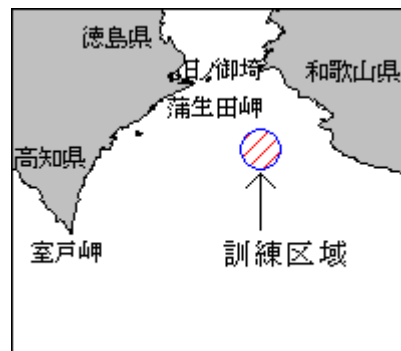 徳島県
日ノ御埼
和歌山県
蒲生田岬
高知県
室戸岬
訓練区域